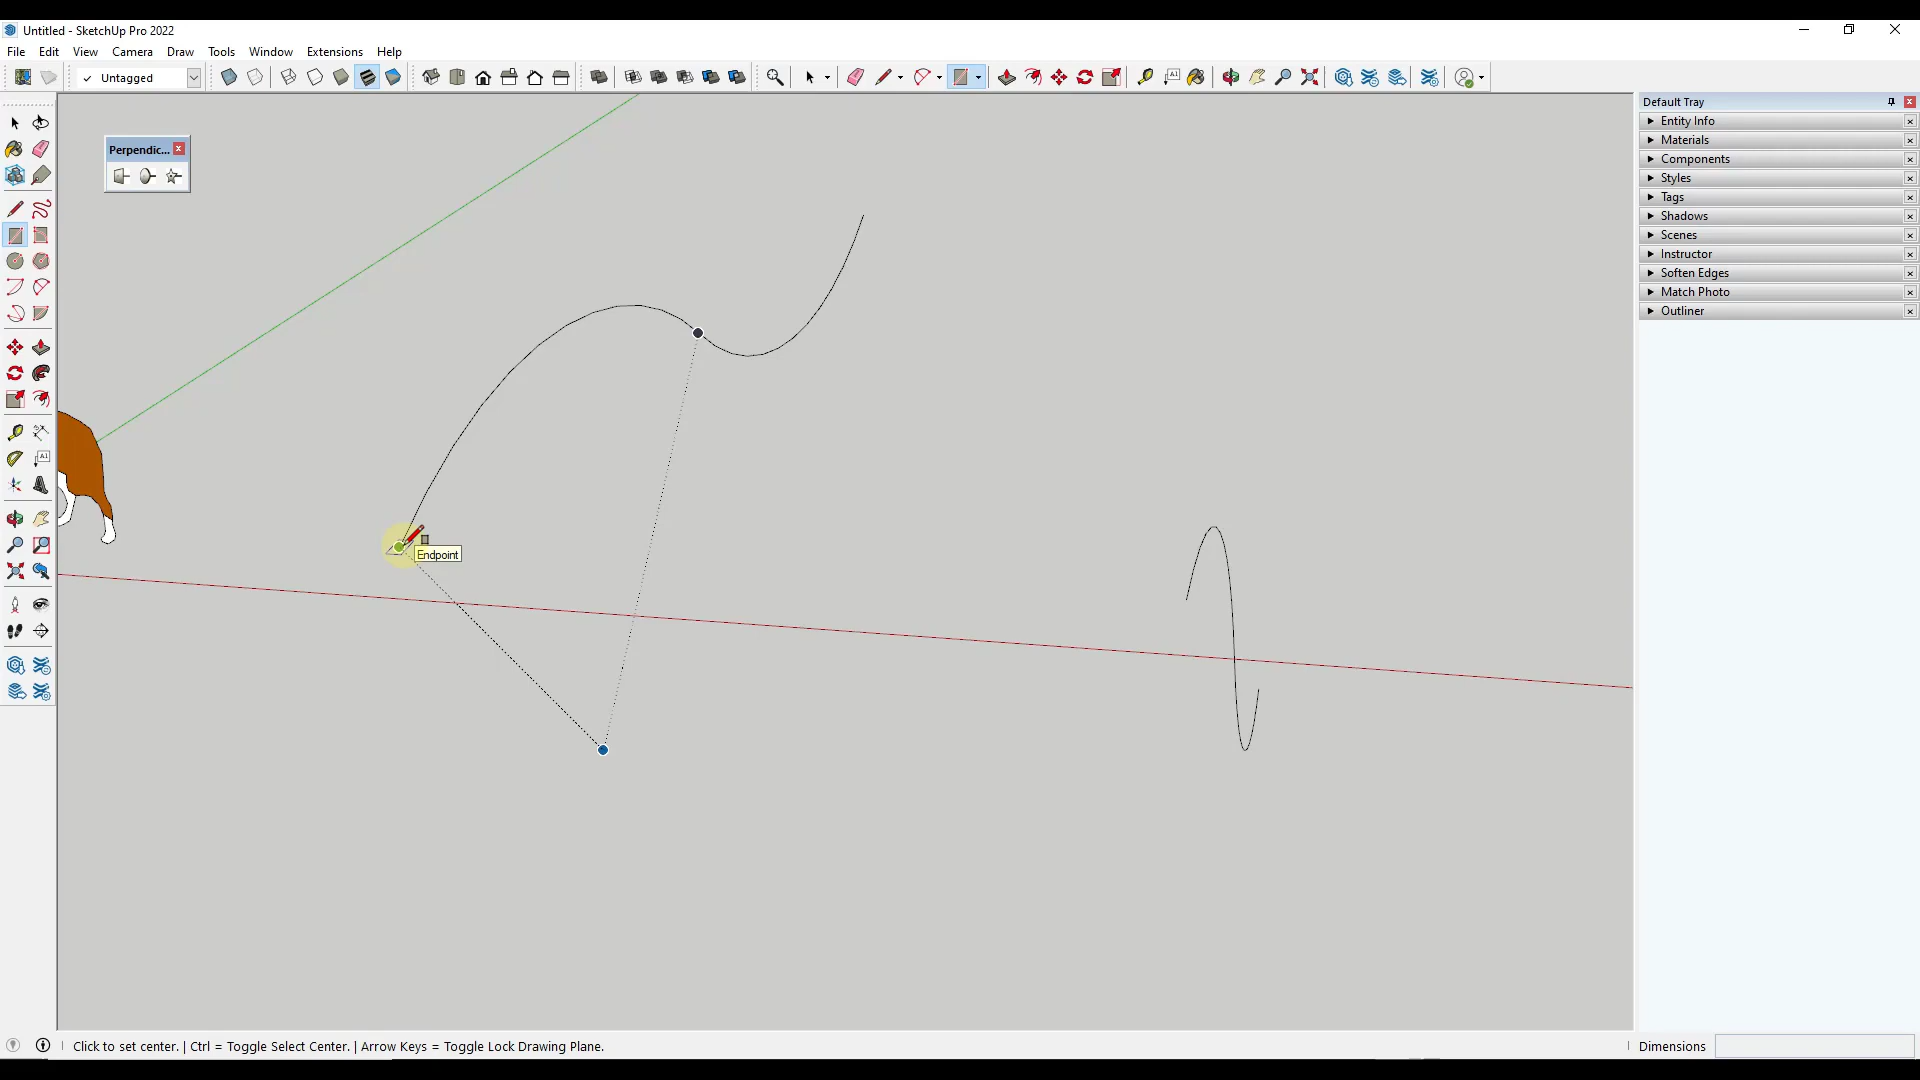 Untitled - SketchUp Pro 2022
File Edit View Camera Draw Tools Window Extensions Help
Untagged
Default Tray
Entity Info
Materials
Components
Styles
Tags
Shadows
Scenes
Instructor
Soften Edges
Match Photo
Outliner
Perpendic...
Endpoint
Click to set center. | Ctrl = Toggle Select Center. | Arrow Keys = Toggle Lock Drawing Plane.
Dimensions